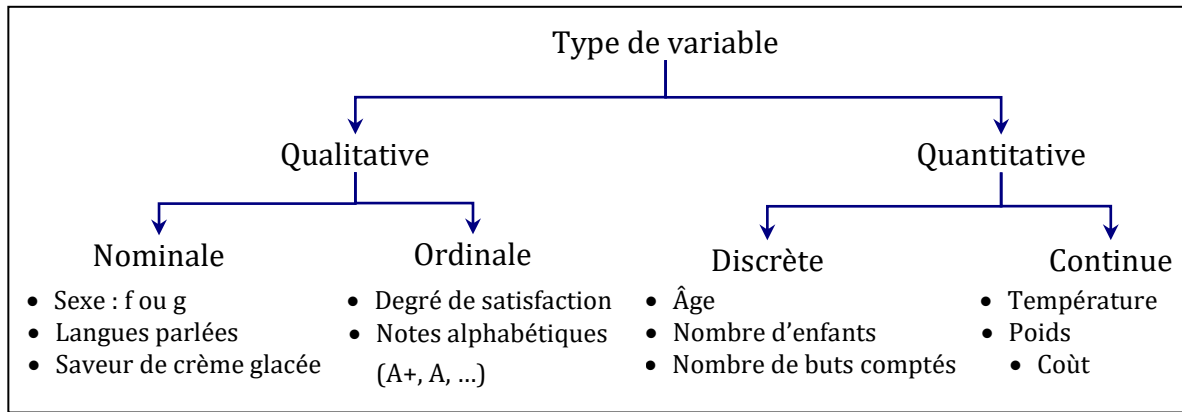 Type de variable
Qualitative
Quantitative
Nominale
• Sexe : f ou g
• Langues parlées
• Saveur de crème glacée
Ordinale
• Degré de satisfaction
• Notes alphabétiques
(A+, A, ...)
Discrète
• Âge
• Nombre d’enfants
• Nombre de buts comptés
Continue
• Température
• Poids
• Coùt